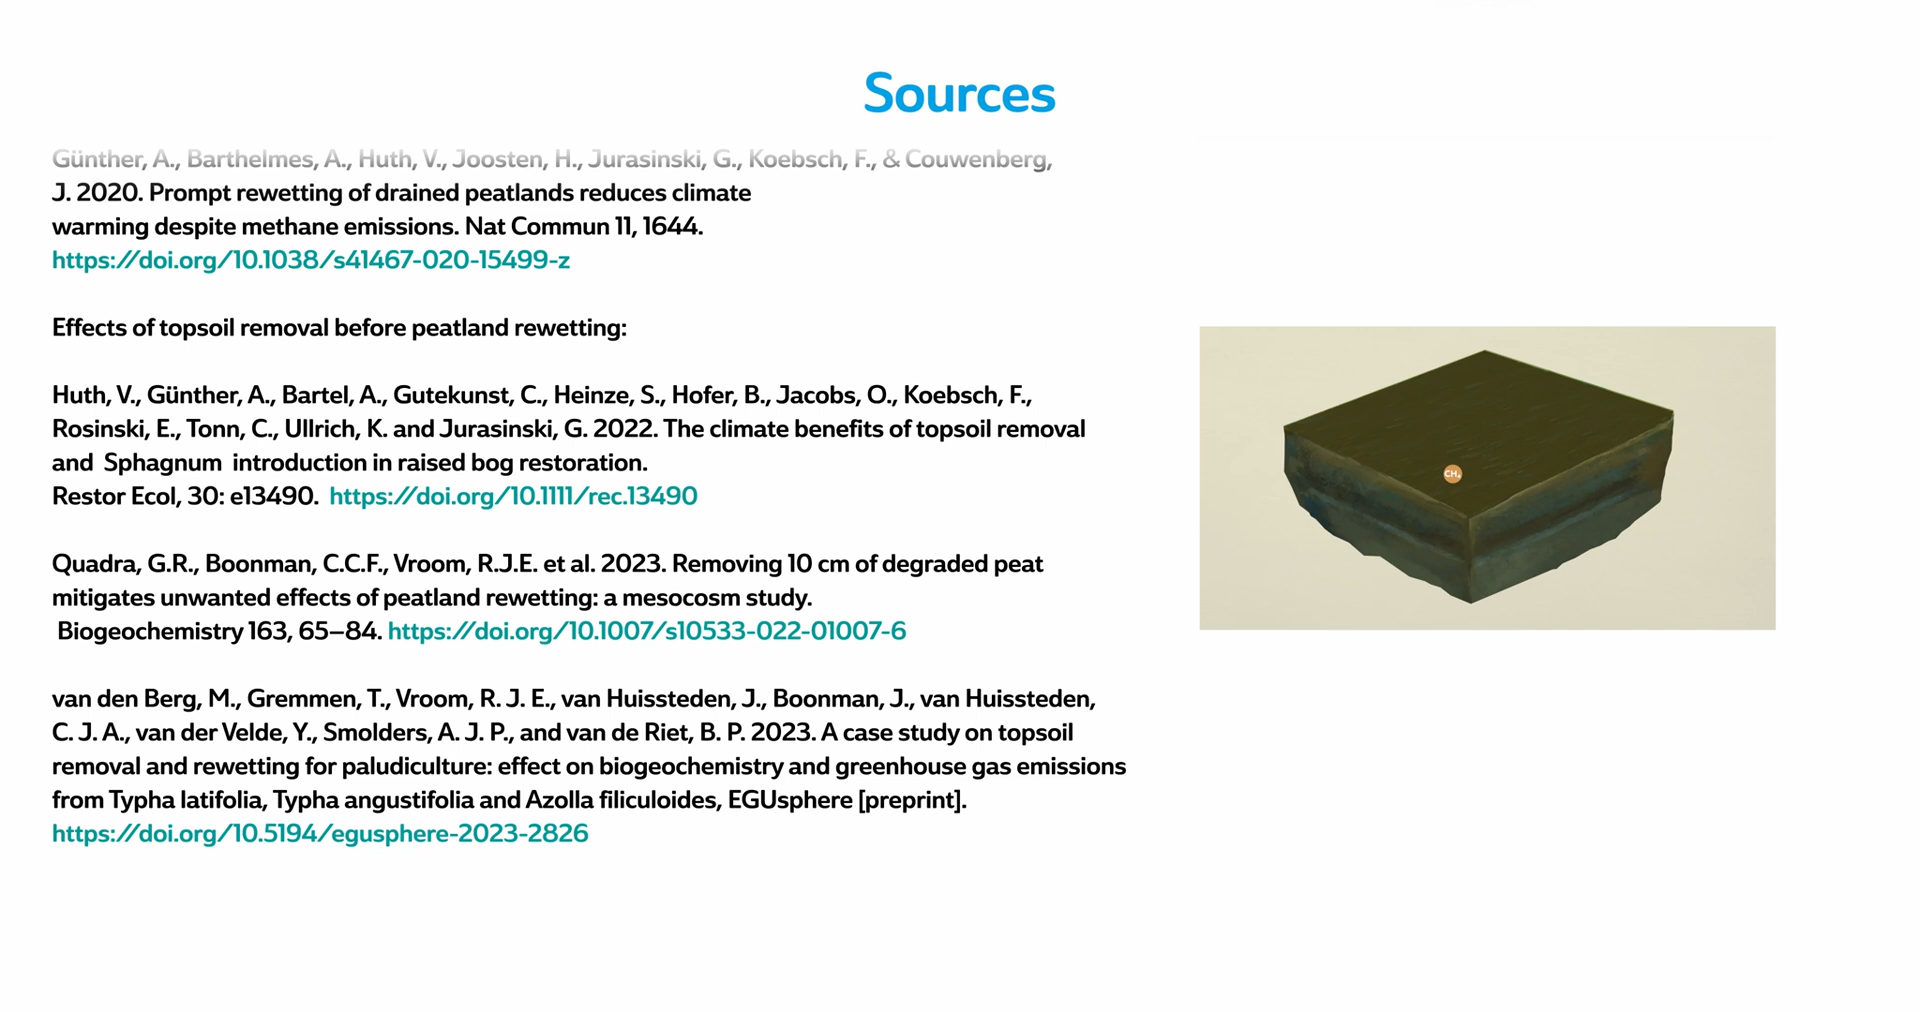 Sources
Günther, A., Barthelmes, A., Huth, V., Joosten, H., Jurasinski, G., Koebsch, F., & Couwenberg,
J. 2020. Prompt rewetting of drained peatlands reduces climate
warming despite methane emissions. Nat Commun 11, 1644.
https://doi.org/10.1038/s41467-020-15499-z
Effects of topsoil removal before peatland rewetting:
Huth, V., Günther, A., Bartel, A., Gutekunst, C., Heinze, S., Hofer, B., Jacobs, O., Koebsch, F.,
Rosinski, E., Tonn, C., Ullrich, K. and Jurasinski, G. 2022. The climate benefits of topsoil removal
and Sphagnum introduction in raised bog restoration.
Restor Ecol, 30: e13490. https://doi.org/10.1111/rec.13490
Quadra, G.R., Boonman, C.C.F., Vroom, R.J.E. et al. 2023. Removing 10 cm of degraded peat
mitigates unwanted effects of peatland rewetting: a mesocosm study.
Biogeochemistry 163, 65–84. https://doi.org/10.1007/s10533-022-01007-6
van den Berg, M., Gremmen, T., Vroom, R. J. E., van Huissteden, J., Boonman, J., van Huissteden,
C. J. A., van der Velde, Y., Smolders, A. J. P., and van de Riet, B. P. 2023. A case study on topsoil
removal and rewetting for paludiculture: effect on biogeochemistry and greenhouse gas emissions
from Typha latifolia, Typha angustifolia and Azolla filiculoides, EGUsphere [preprint].
https://doi.org/10.5194/egusphere-2023-2826
CH₄